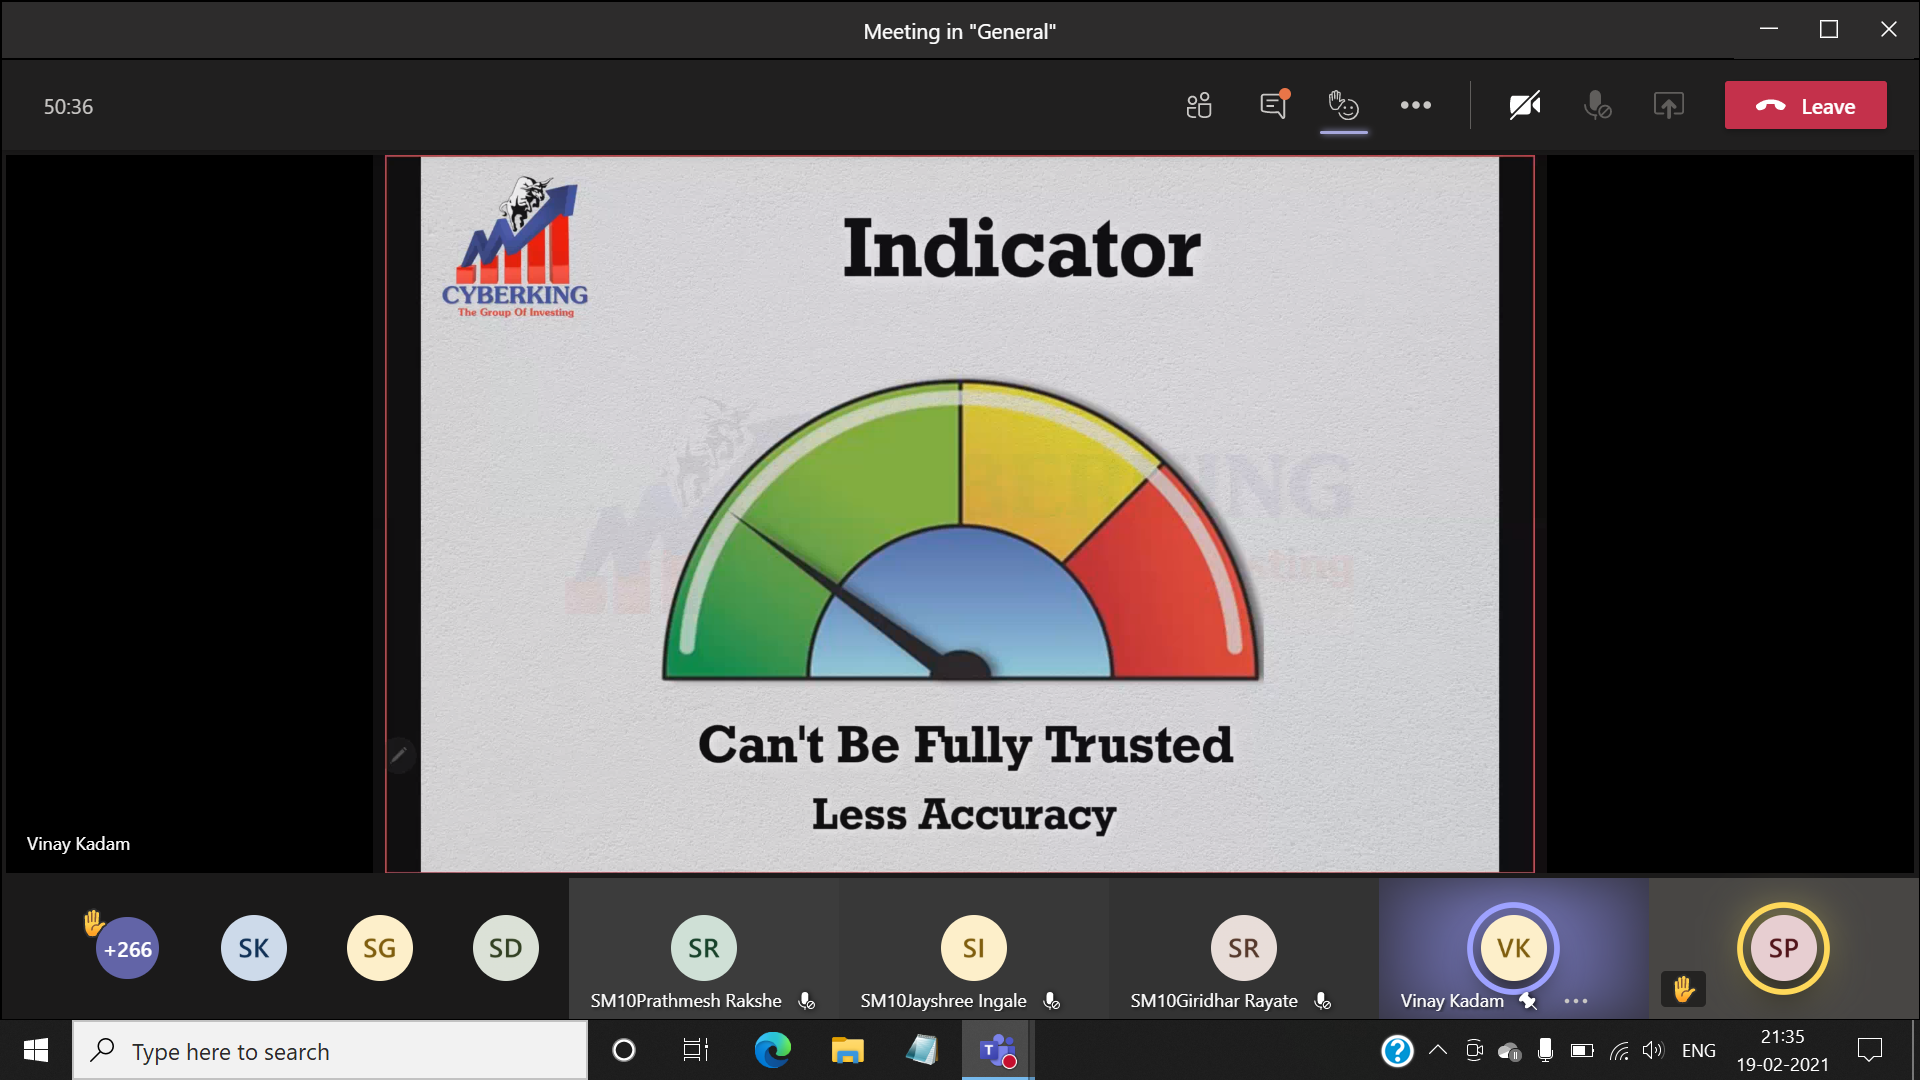 Meeting in "General"
50:36
Leave
CYBERKING
The Group Of Investing
Indicator
Can't Be Fully Trusted
Less Accuracy
Vinay Kadam
+266
SK
SG
SD
SR
SM10Prathmesh Rakshe
SI
SM10Jayshree Ingale
SR
SM10Giridhar Rayate
VK
Vinay Kadam
SP
Type here to search
T
ENG
21:35
19-02-2021